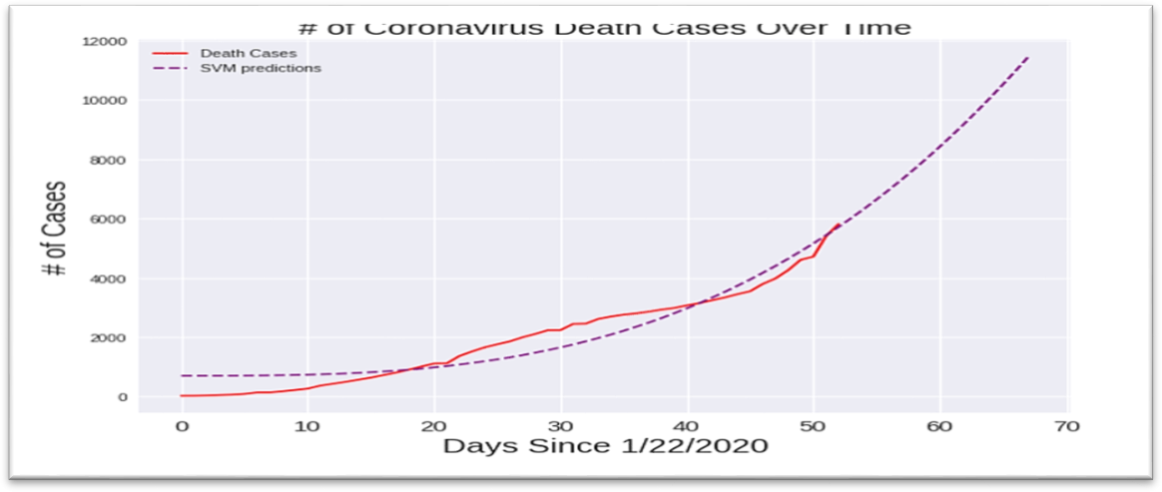 # of Coronavirus Death Cases Over Time
12000
Death Cases
SVM predictions
10000
8000
6000
4000
2000
0
# of Cases
0 10 20 30 40 50 60 70
Days Since 1/22/2020